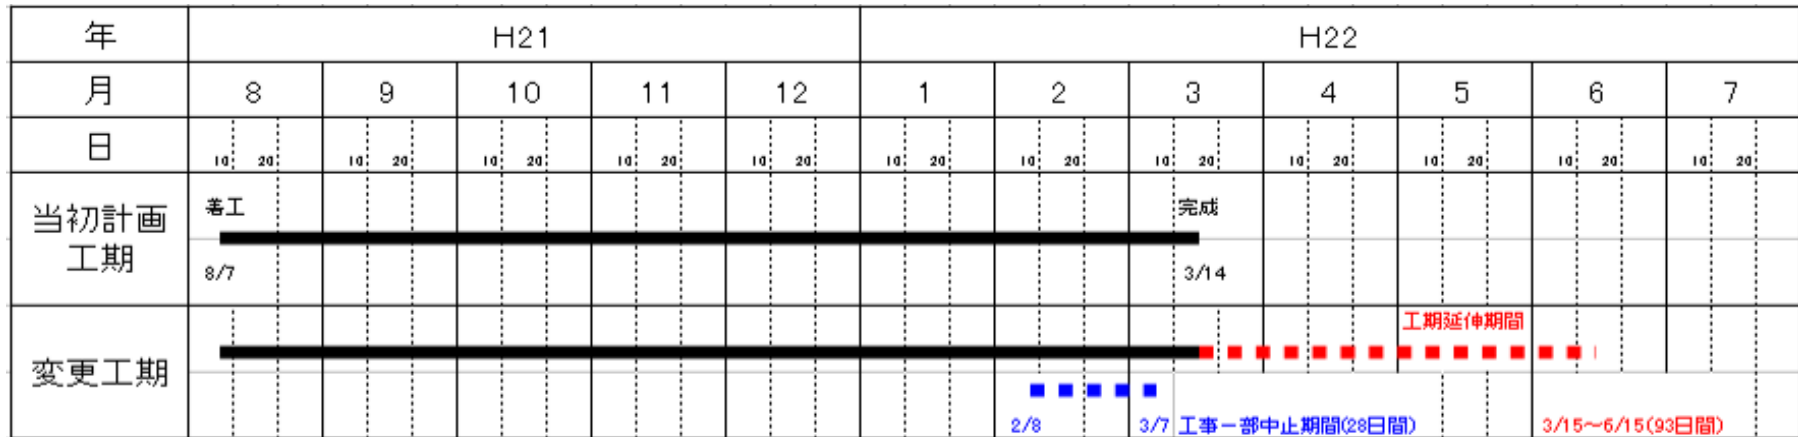 年 H21 H22
月 8 9 10 11 12 1 2 3 4 5 6 7
日 10 20 10 20 10 20 10 20 10 20 10 20 10 20 10 20 10 20 10 20 10 20 10 20
当初計画
工期
着工 完成
8/7 3/14
変更工期
工期延伸期間
2/8 3/7 工事一部中止期間(28日間) 3/15～6/15(93日間)